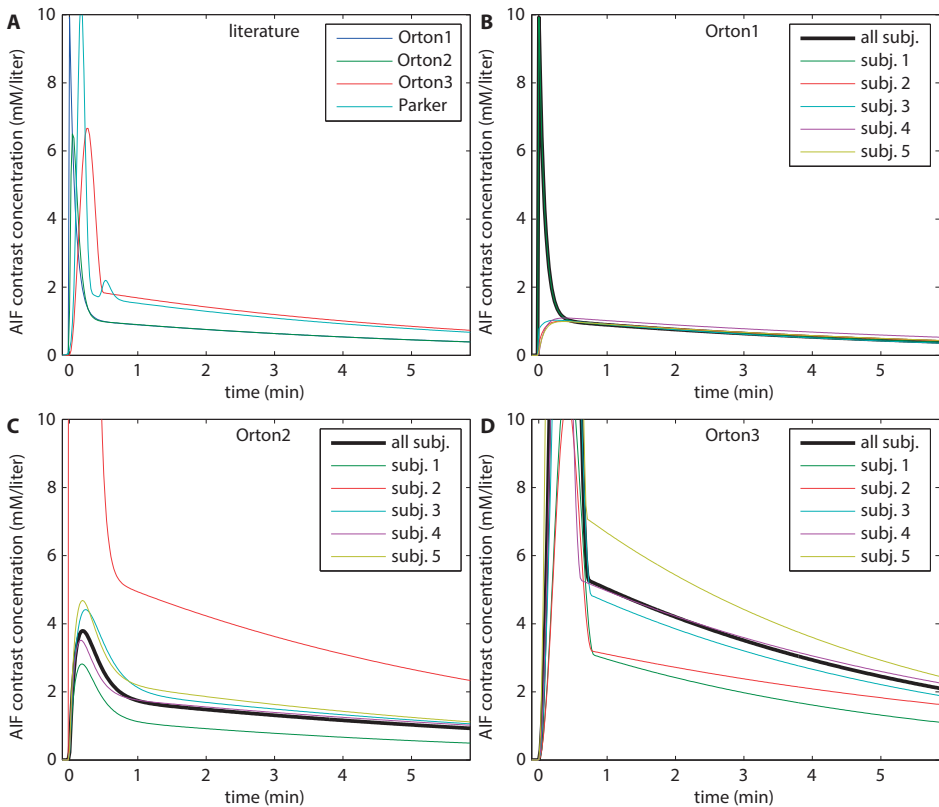 A
literature
AIF contrast concentration (mM/liter)
10
8
6
4
2
0
0 1 2 3 4 5
time (min)
Orton1
Orton2
Orton3
Parker
B
Orton1
AIF contrast concentration (mM/liter)
10
8
6
4
2
0
0 1 2 3 4 5
time (min)
all subj.
subj. 1
subj. 2
subj. 3
subj. 4
subj. 5
C
Orton2
AIF contrast concentration (mM/liter)
10
8
6
4
2
0
0 1 2 3 4 5
time (min)
all subj.
subj. 1
subj. 2
subj. 3
subj. 4
subj. 5
D
Orton3
AIF contrast concentration (mM/liter)
10
8
6
4
2
0
0 1 2 3 4 5
time (min)
all subj.
subj. 1
subj. 2
subj. 3
subj. 4
subj. 5